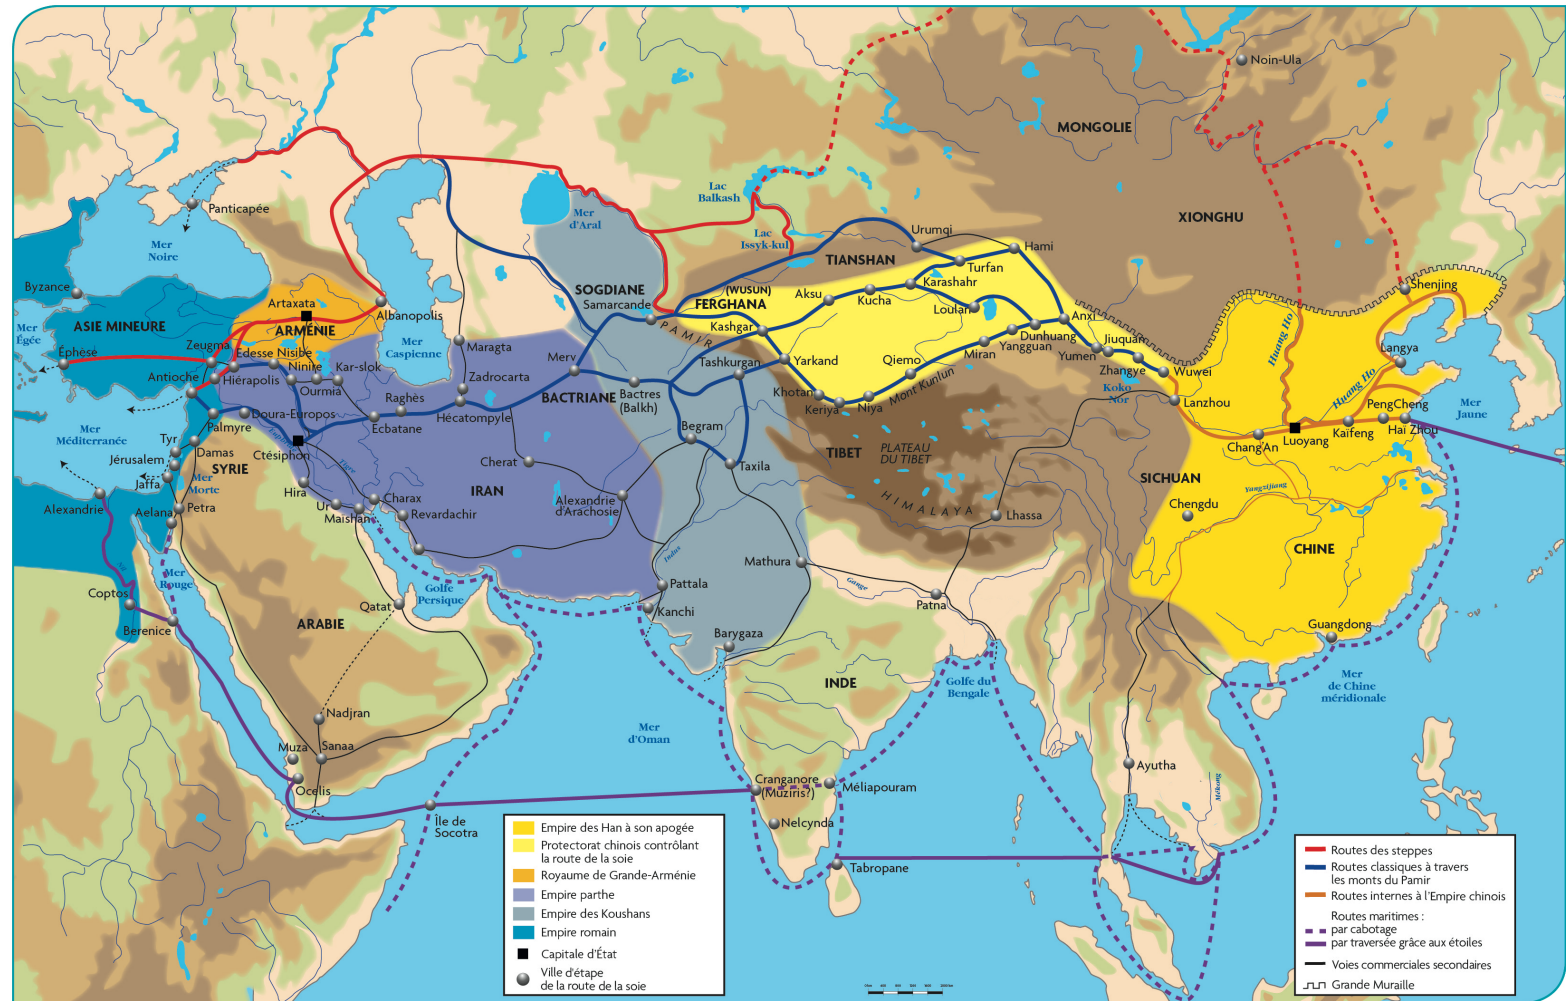 Noin-Ula
MONGOLIE
XIONGHU
Lac
Balkash
Lac
Issyk-kul
Mer
d'Aral
Panticapée
Mer
Noire
Byzance
Mer
Égée
ASIE MINEURE
Éphésé
Artaxata
ARMÉNIE
Albanopolis
Mer
Caspienne
Zeugma
Edesse
Nisibe
Ninive
Kar-slok
Antioche
Hiérapolis
Ourmia
Maragta
Zadrocarta
Raghès
Hécatompyle
Ecbatane
Doura-Europos
Palmyre
Ctésiphon
Tigre
Mer
Méditerranée
Tyr
Damas
SYRIE
Jérusalem
Jaffa
Mer
Morte
Petra
Aelana
Alexandrie
Nil
Coptos
Mer
Rouge
Berenice
Hira
Ur
Maishan
Charax
Revardachir
IRAN
Cherat
Alexandrie
d'Arachosie
Golfe
Persique
Qatat
ARABIE
Nadjran
Muza
Sanaa
Ocelis
Île de
Socotra
SOGDIANE
Samarcande
Merv
BACTRIANE
Bactres
(Balkh)
Begram
Taxila
PAMIR
(WUSUN)
FERGHANA
TIANSHAN
Urumqi
Hami
Turfan
Karashahr
Aksu
Kucha
Loulan
Kashgar
Yarkand
Tashkurgan
Khotan
Keriya
Niya
Mont Kunlun
Qiemo
Miran
Yangguan
Dunhuang
Anxi
Yumen
Jiuquan
Zhangye
Wuwei
Koko
Nor
Lanzhou
TIBET
PLATEAU
DU TIBET
HIMALAYA
Lhassa
SICHUAN
Chengdu
Yangzijiang
CHINE
Chang'An
Luoyang
Kaïfeng
PengCheng
Haï Zhou
Huang Ho
Huang Ho
Langya
Shenjing
Mer
Jaune
Guangdong
Mer
de Chine
méridionale
Indus
Pattala
Kanchi
Mathura
Gange
Patna
Barygaza
INDE
Golfe du
Bengale
Mer
d'Oman
Cranganore
(Muziris?)
Méliapouram
Nelcynda
Tabropane
Ayutha
Mékong
Empire des Han à son apogée
Protectorat chinois contrôlant
la route de la soie
Royaume de Grande-Arménie
Empire parthe
Empire des Koushans
Empire romain
Capitale d'État
Ville d'étape
de la route de la soie
Routes des steppes
Routes classiques à travers
les monts du Pamir
Routes internes à l'Empire chinois
Routes maritimes :
par cabotage
par traversée grâce aux étoiles
Voies commerciales secondaires
Grande Muraille